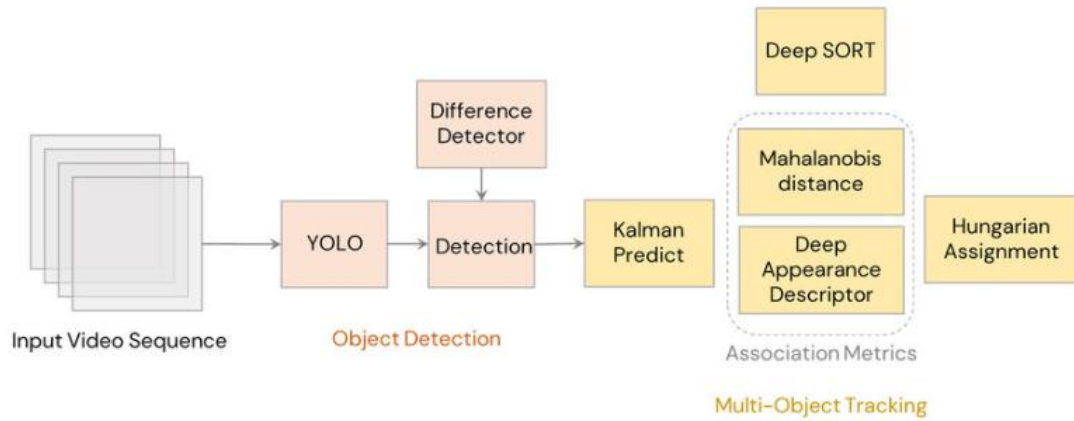 Deep SORT
Difference
Detector
Mahalanobis
distance
YOLO
Detection
Kalman
Predict
Deep
Appearance
Descriptor
Hungarian
Assignment
Input Video Sequence
Object Detection
Association Metrics
Multi-Object Tracking